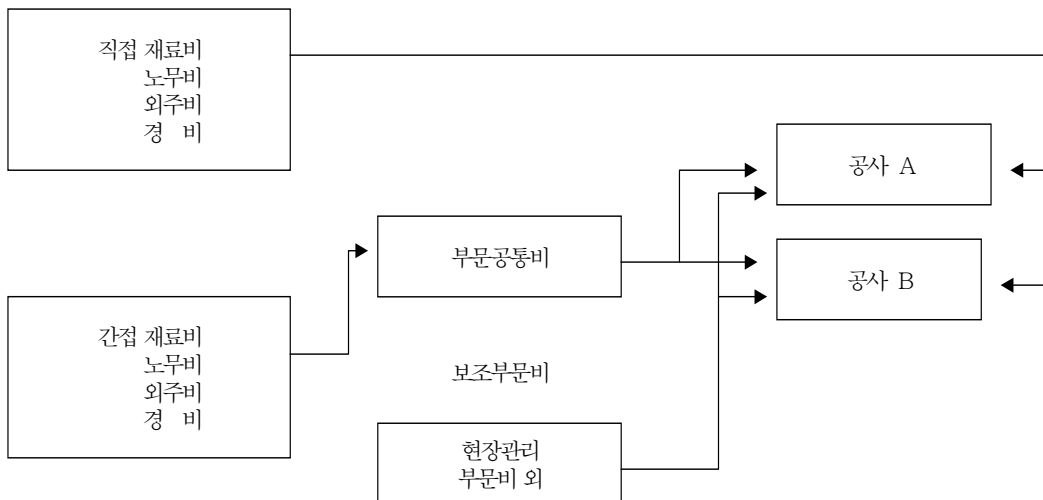 직접 재료비
노무비
외주비
경 비
공사 A
부문공통비
공사 B
간접 재료비
노무비
외주비
경 비
보조부문비
현장관리
부문비 외